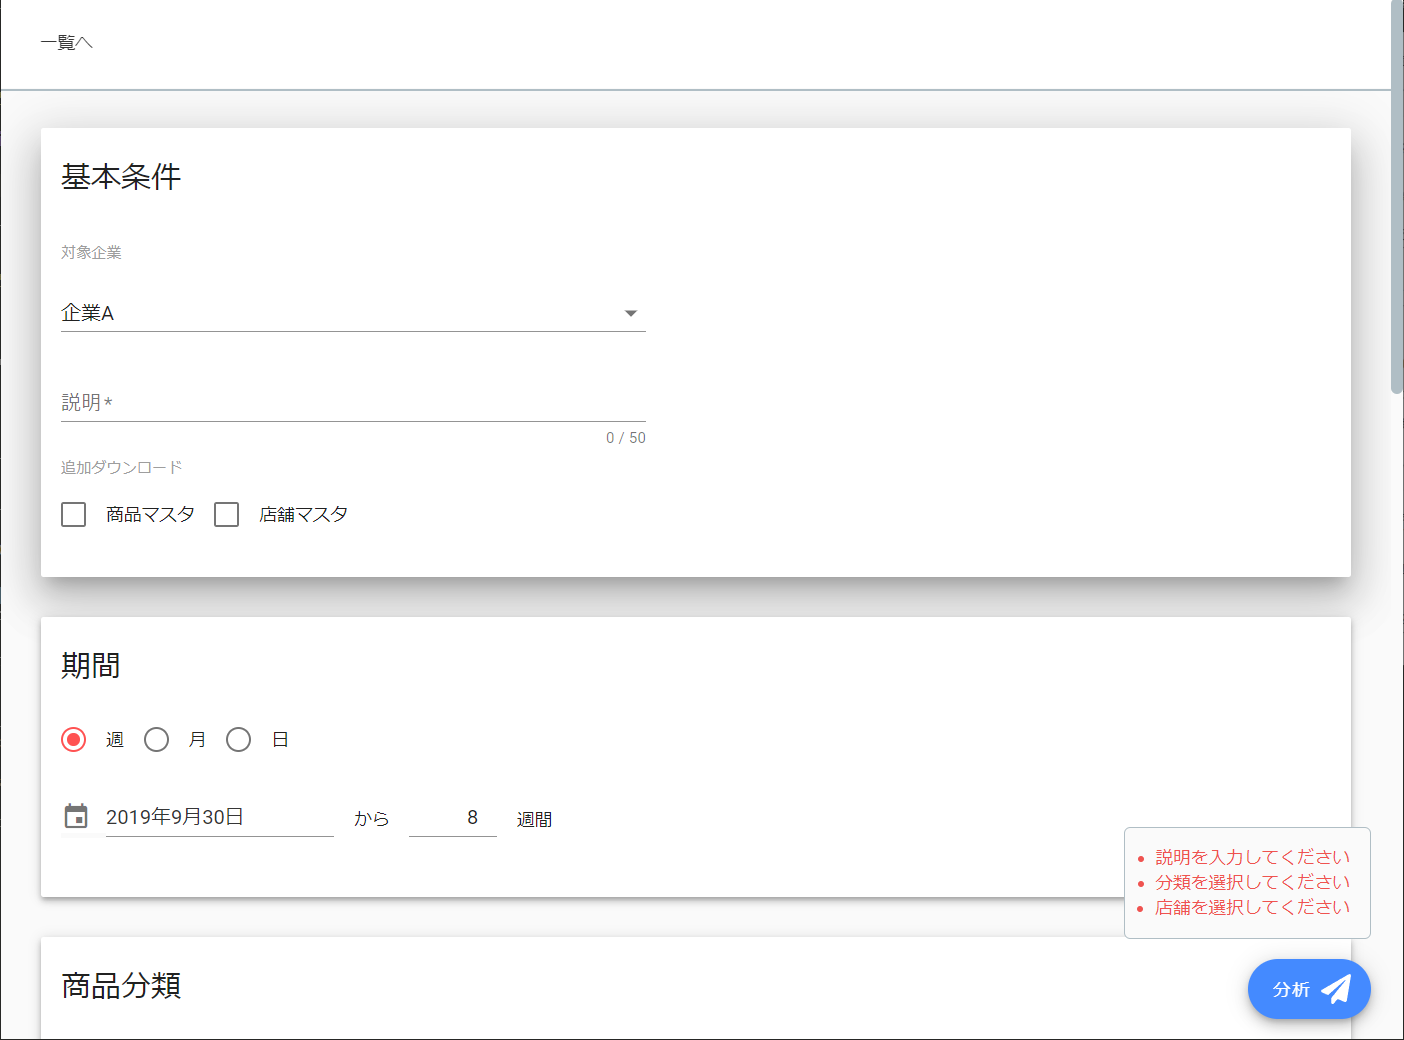 一覧へ
基本条件
対象企業
企業A
説明 *
0 / 50
追加ダウンロード
商品マスタ 店舗マスタ
期間
週 月 日
2019年9月30日 から 8 週間
説明を入力してください
分類を選択してください
店舗を選択してください
商品分類
分析